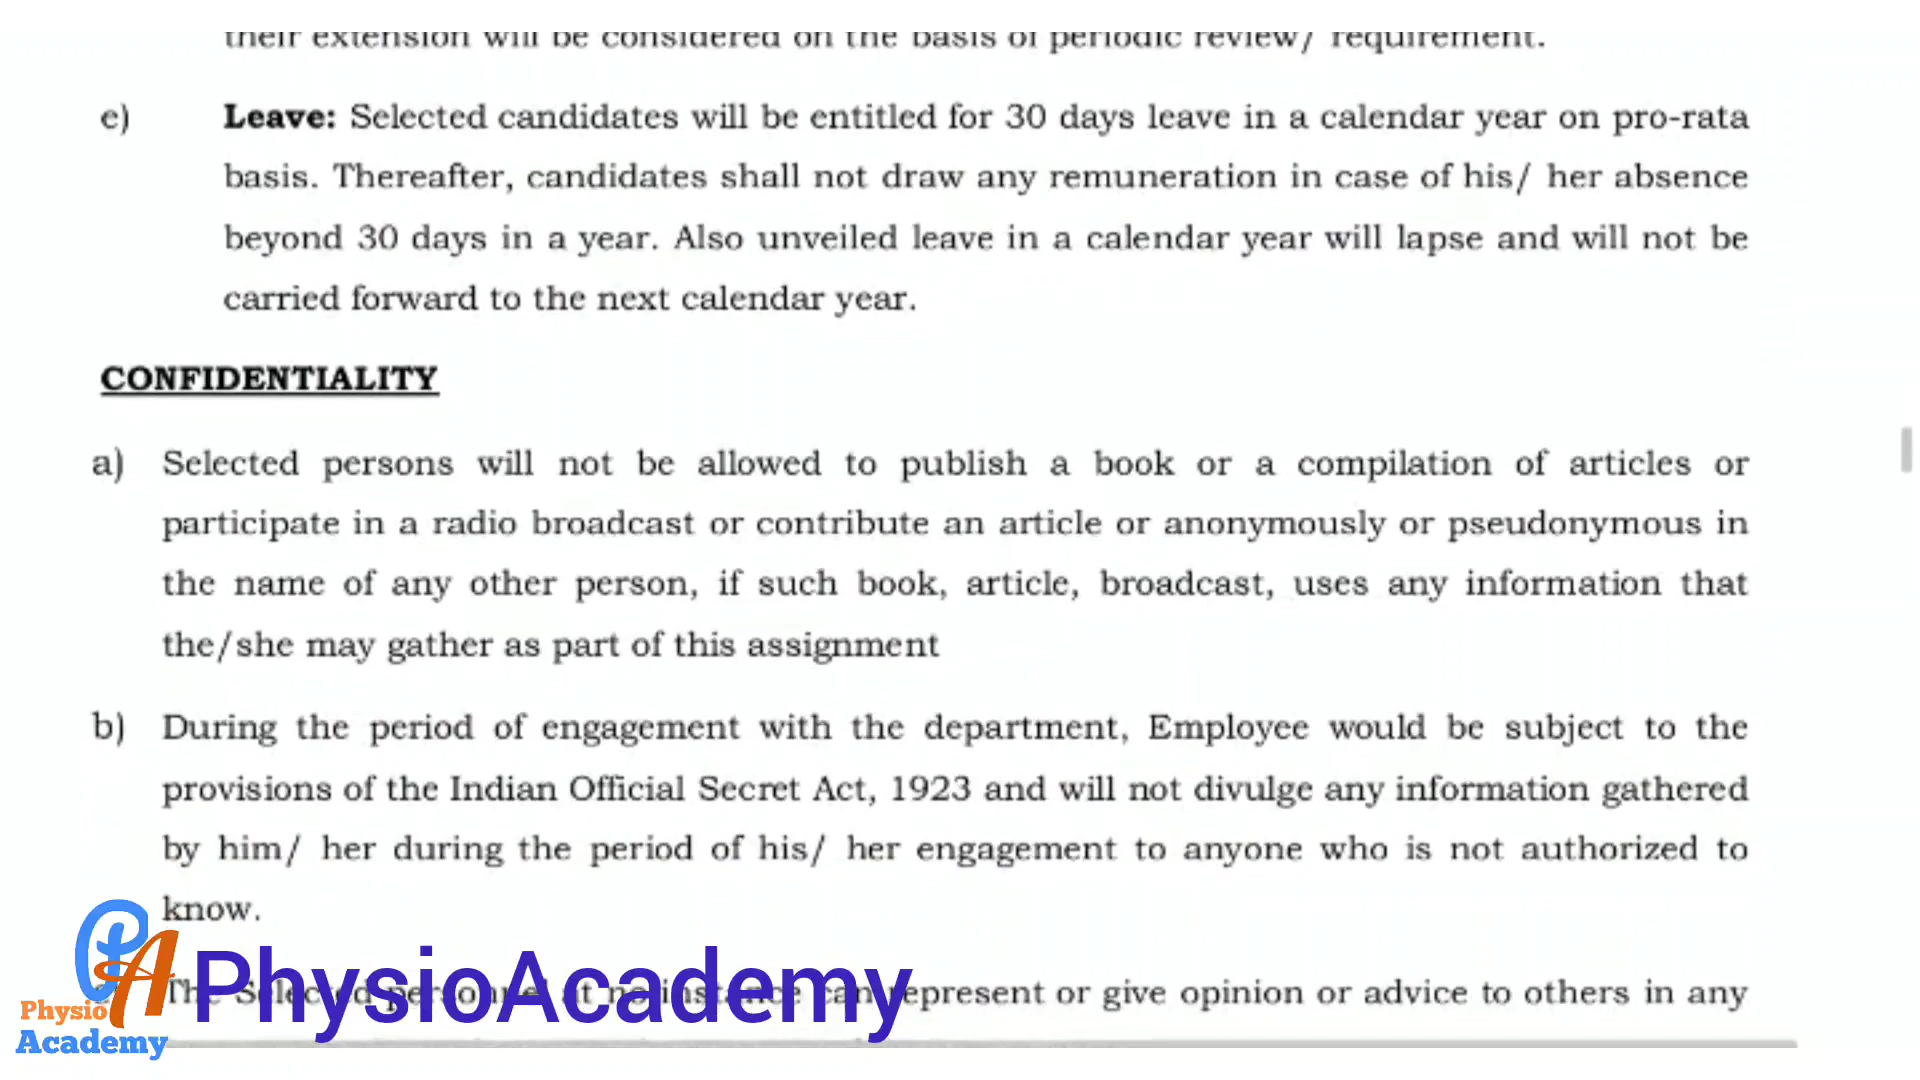 their extension will be considered on the basis of periodic review/ requirement.
e) Leave: Selected candidates will be entitled for 30 days leave in a calendar year on pro-rata
basis. Thereafter, candidates shall not draw any remuneration in case of his/ her absence
beyond 30 days in a year. Also unveiled leave in a calendar year will lapse and will not be
carried forward to the next calendar year.
CONFIDENTIALITY
a) Selected persons will not be allowed to publish a book or a compilation of articles or
participate in a radio broadcast or contribute an article or anonymously or pseudonymous in
the name of any other person, if such book, article, broadcast, uses any information that
the/she may gather as part of this assignment
b) During the period of engagement with the department, Employee would be subject to the
provisions of the Indian Official Secret Act, 1923 and will not divulge any information gathered
by him/ her during the period of his/ her engagement to anyone who is not authorized to
know.
The Selected personnel at no instance can represent or give opinion or advice to others in any
PhysioAcademy
Physio
Academy